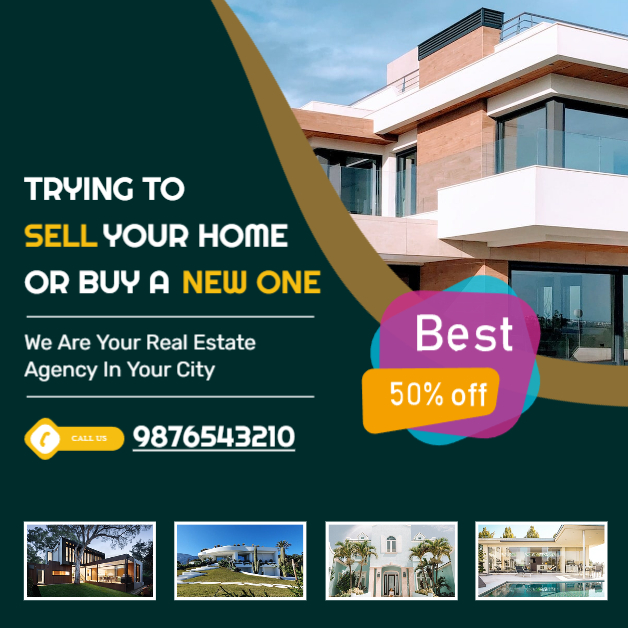 TRYING TO
SELL YOUR HOME
OR BUY A NEW ONE
We Are Your Real Estate
Agency In Your City
CALL US 9876543210
Best
50% off